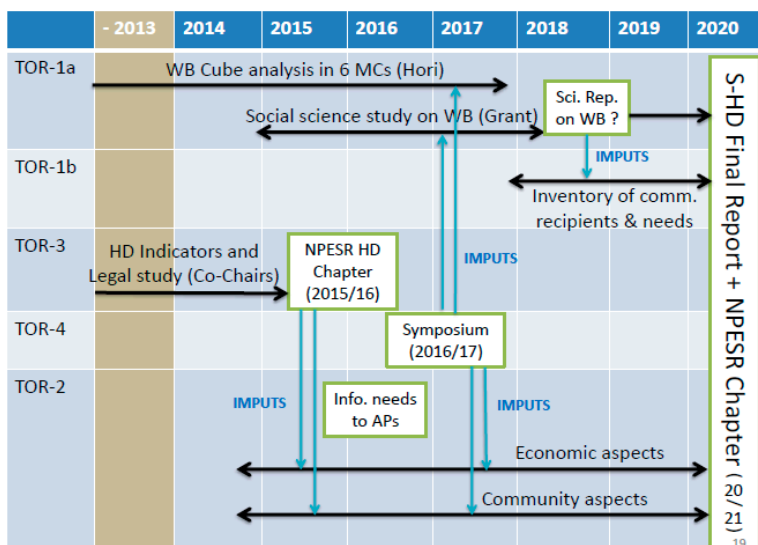 - 2013 2014 2015 2016 2017 2018 2019 2020
TOR-1a
WB Cube analysis in 6 MCs (Hori)
Social science study on WB (Grant)
Sci. Rep.
on WB ?
IMPUTS
TOR-1b
Inventory of comm.
recipients & needs
TOR-3
HD Indicators and
Legal study (Co-Chairs)
NPESR HD
Chapter
(2015/16)
IMPUTS
TOR-4
Symposium
(2016/17)
TOR-2
IMPUTS
Info. needs
to APs
IMPUTS
Economic aspects
Community aspects
S-HD Final Report + NPESR Chapter (20/21)
19